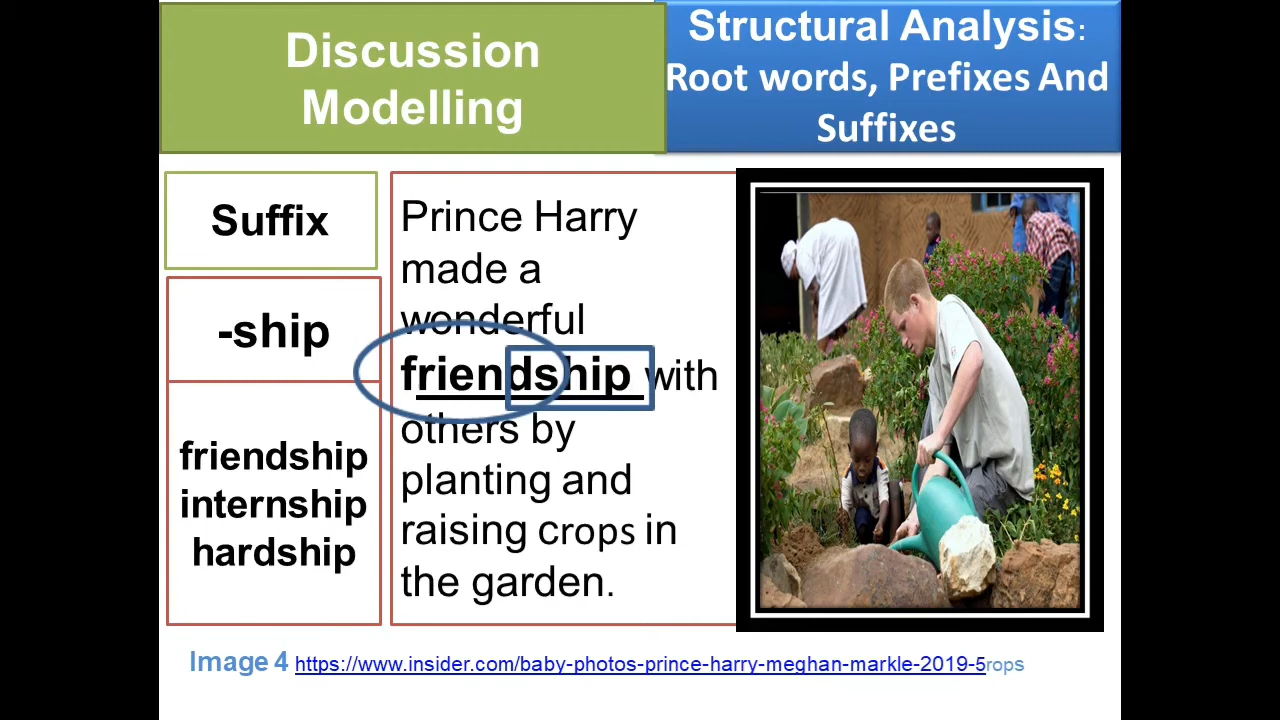 Discussion
Modelling
Structural Analysis:
Root words, Prefixes And
Suffixes
Suffix
-ship
friendship
internship
hardship
Prince Harry
made a
wonderful
friendship with
others by
planting and
raising crops in
the garden.
Image 4 https://www.insider.com/baby-photos-prince-harry-meghan-markle-2019-5rops